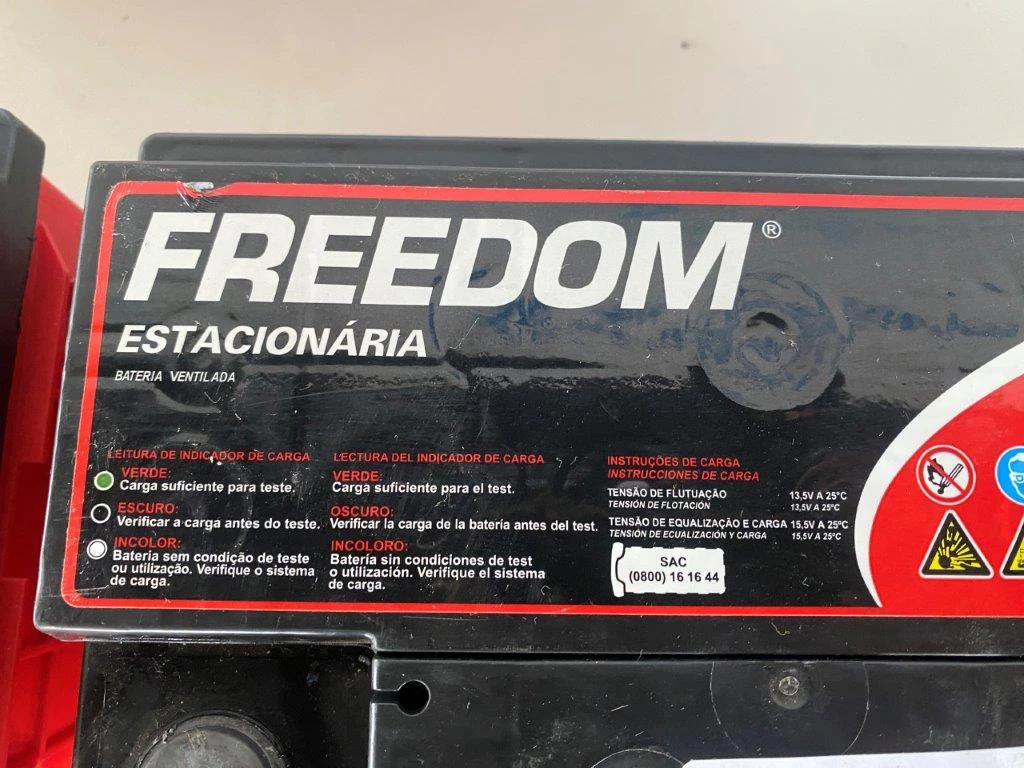 FREEDOM®
ESTACIONÁRIA
BATERIA VENTILADA
LEITURA DE INDICADOR DE CARGA
VERDE:
Carga suficiente para teste.
ESCURO:
Verificar a carga antes do teste.
INCOLOR:
Bateria sem condição de teste
ou utilização. Verifique o sistema
de carga.
LECTURA DEL INDICADOR DE CARGA
VERDE:
Carga suficiente para el test.
OSCURO:
Verificar la carga de la batería antes del test.
INCOLORO:
Batería sin condiciones de test
o utilización. Verifique el sistema
de carga.
INSTRUÇÕES DE CARGA
INSTRUCCIONES DE CARGA
TENSÃO DE FLUTUAÇÃO 13,5V A 25°C
TENSIÓN DE FLOTACIÓN 13,5V A 25°C
TENSÃO DE EQUALIZAÇÃO E CARGA 15,5V A 25°C
TENSIÓN DE ECUALIZACIÓN Y CARGA 15,5V A 25°C
SAC
(0800) 16 16 44